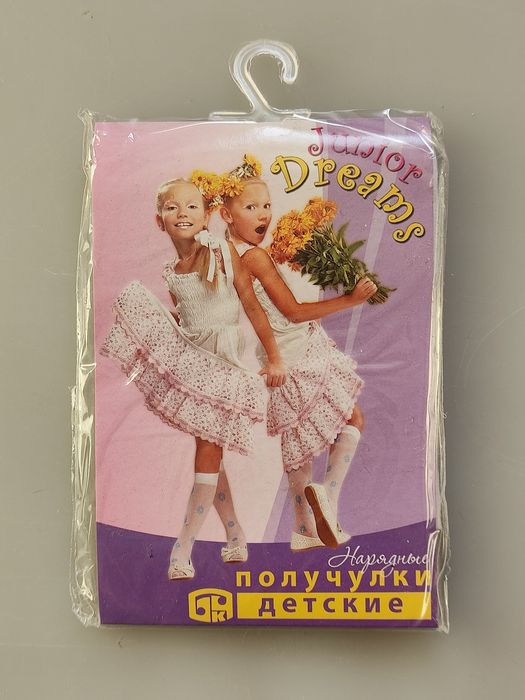 Junior
Dreams
Нарядные
получулки
детские